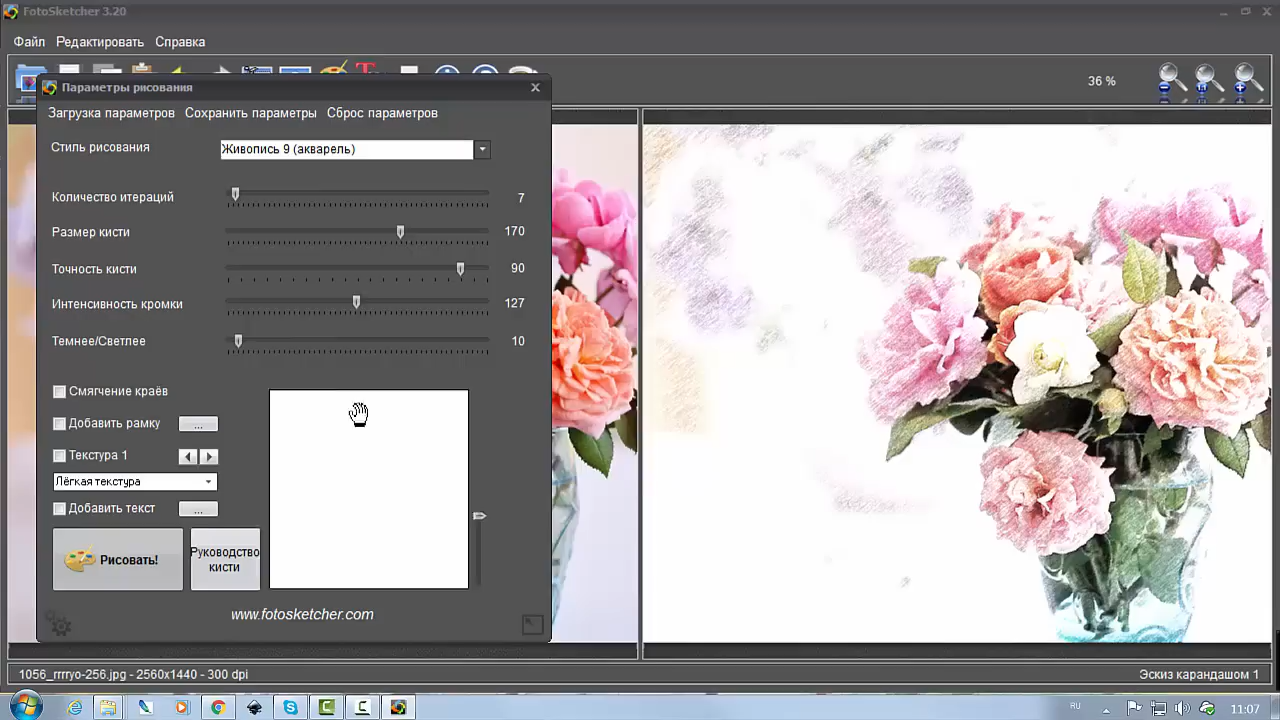 FotoSketcher 3.20
Файл Редактировать Справка
36 %
Параметры рисования
Загрузка параметров Сохранить параметры Сброс параметров
Стиль рисования Живопись 9 (акварель)
Количество итераций 7
Размер кисти 170
Точность кисти 90
Интенсивность кромки 127
Темнее/Светлее 10
Смягчение краёв
Добавить рамку ...
Текстура 1
Лёгкая текстура
Добавить текст ...
Рисовать!
Руководство
кисти
www.fotosketcher.com
1056_rrrryo-256.jpg - 2560x1440 - 300 dpi
Эскиз карандашом 1
RU
11:07